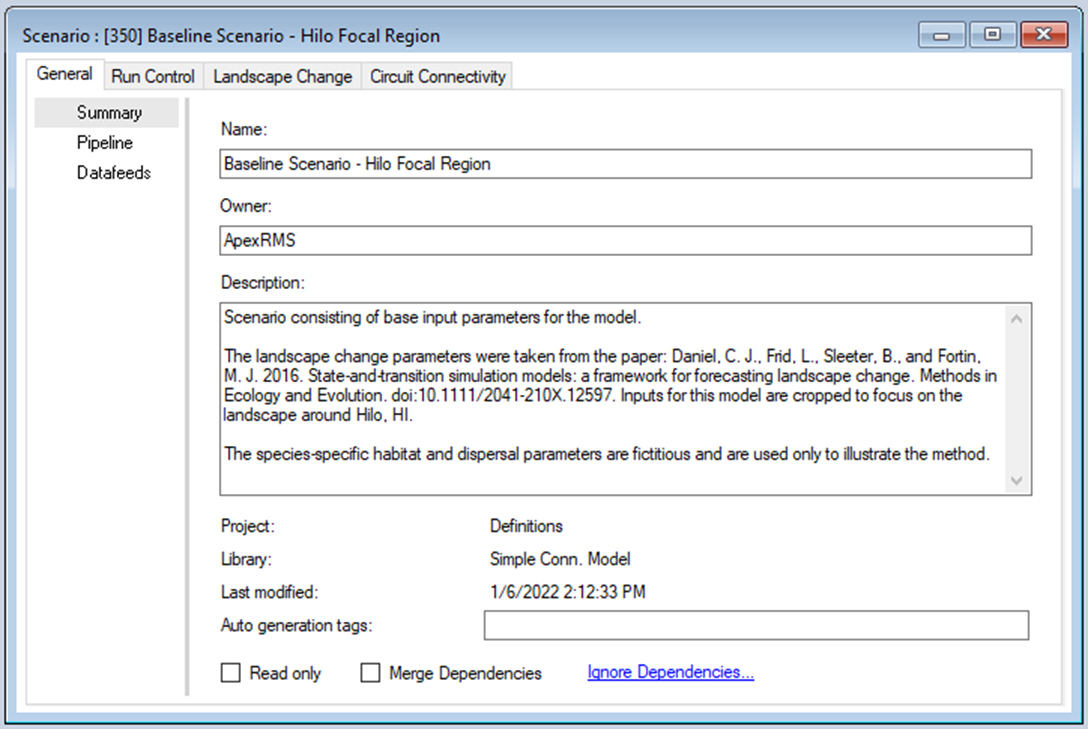 Scenario : [350] Baseline Scenario - Hilo Focal Region
General Run Control Landscape Change Circuit Connectivity
Summary
Pipeline
Datafeeds
Name:
Baseline Scenario - Hilo Focal Region
Owner:
ApexRMS
Description:
Scenario consisting of base input parameters for the model.
The landscape change parameters were taken from the paper: Daniel, C. J., Frid, L., Sleeter, B., and Fortin,
M. J. 2016. State-and-transition simulation models: a framework for forecasting landscape change. Methods in
Ecology and Evolution. doi:10.1111/2041-210X.12597. Inputs for this model are cropped to focus on the
landscape around Hilo, HI.
The species-specific habitat and dispersal parameters are fictitious and are used only to illustrate the method.
Project: Definitions
Library: Simple Conn. Model
Last modified: 1/6/2022 2:12:33 PM
Auto generation tags:
Read only Merge Dependencies Ignore Dependencies...